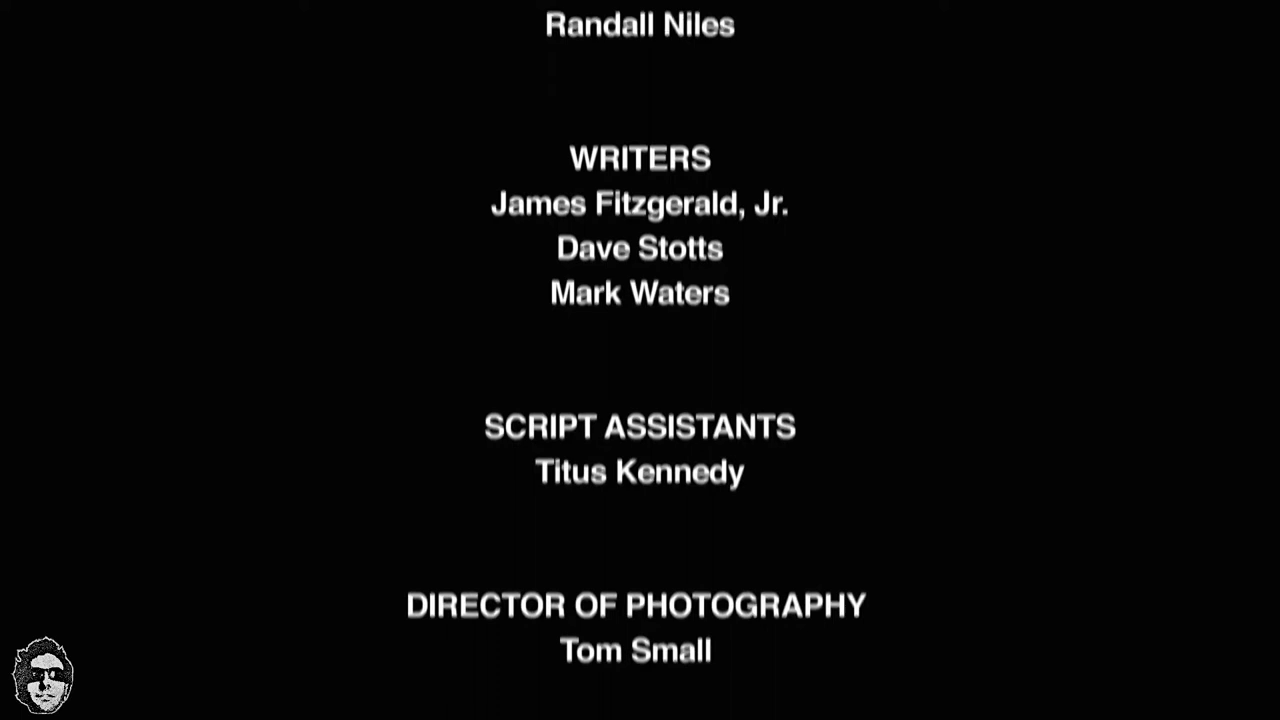 Randall Niles
WRITERS
James Fitzgerald, Jr.
Dave Stotts
Mark Waters
SCRIPT ASSISTANTS
Titus Kennedy
DIRECTOR OF PHOTOGRAPHY
Tom Small